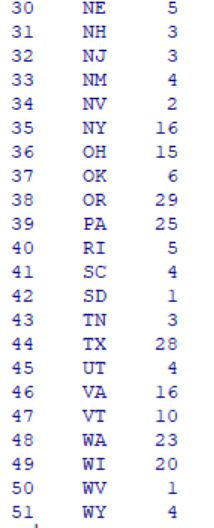 30 NE 5
31 NH 3
32 NJ 3
33 NM 4
34 NV 2
35 NY 16
36 OH 15
37 OK 6
38 OR 29
39 PA 25
40 RI 5
41 SC 4
42 SD 1
43 TN 3
44 TX 28
45 UT 4
46 VA 16
47 VT 10
48 WA 23
49 WI 20
50 WV 1
51 WY 4